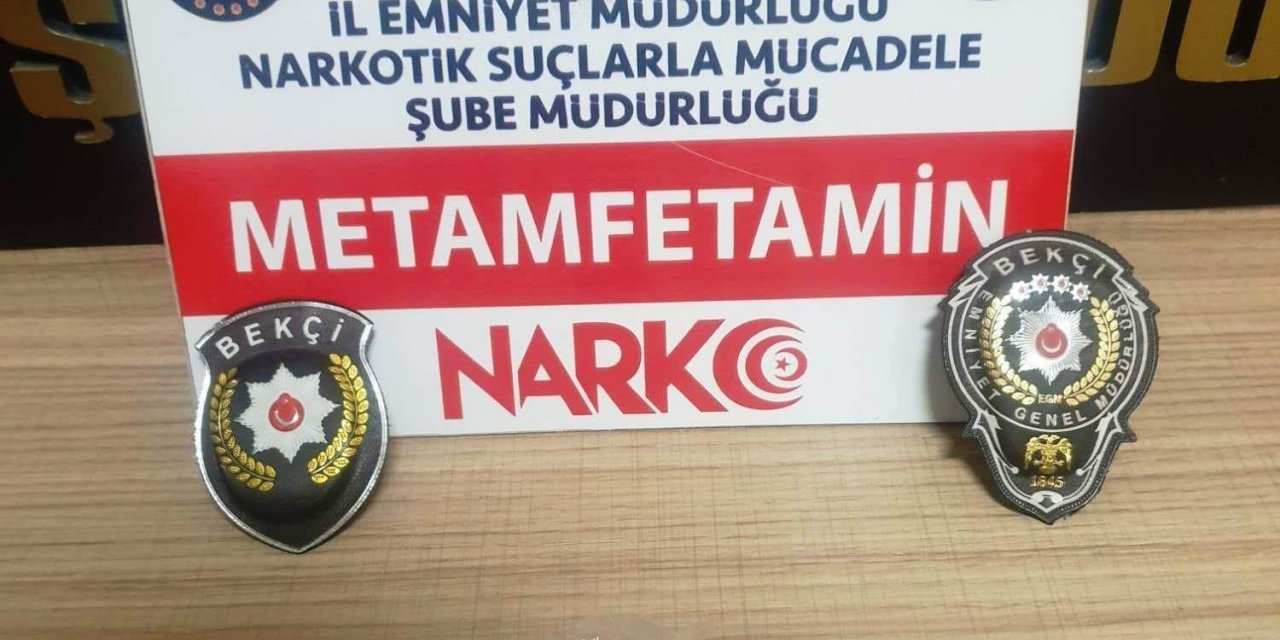 İL EMNİYET MÜDÜRLÜĞÜ
NARKOTİK SUÇLARLA MÜCADELE
ŞUBE MÜDÜRLÜĞÜ
METAMFETAMİN
NARKO
BEKÇİ
BEKÇİ
EMNİYET GENEL MÜDÜRLÜĞÜ
EGM
1845